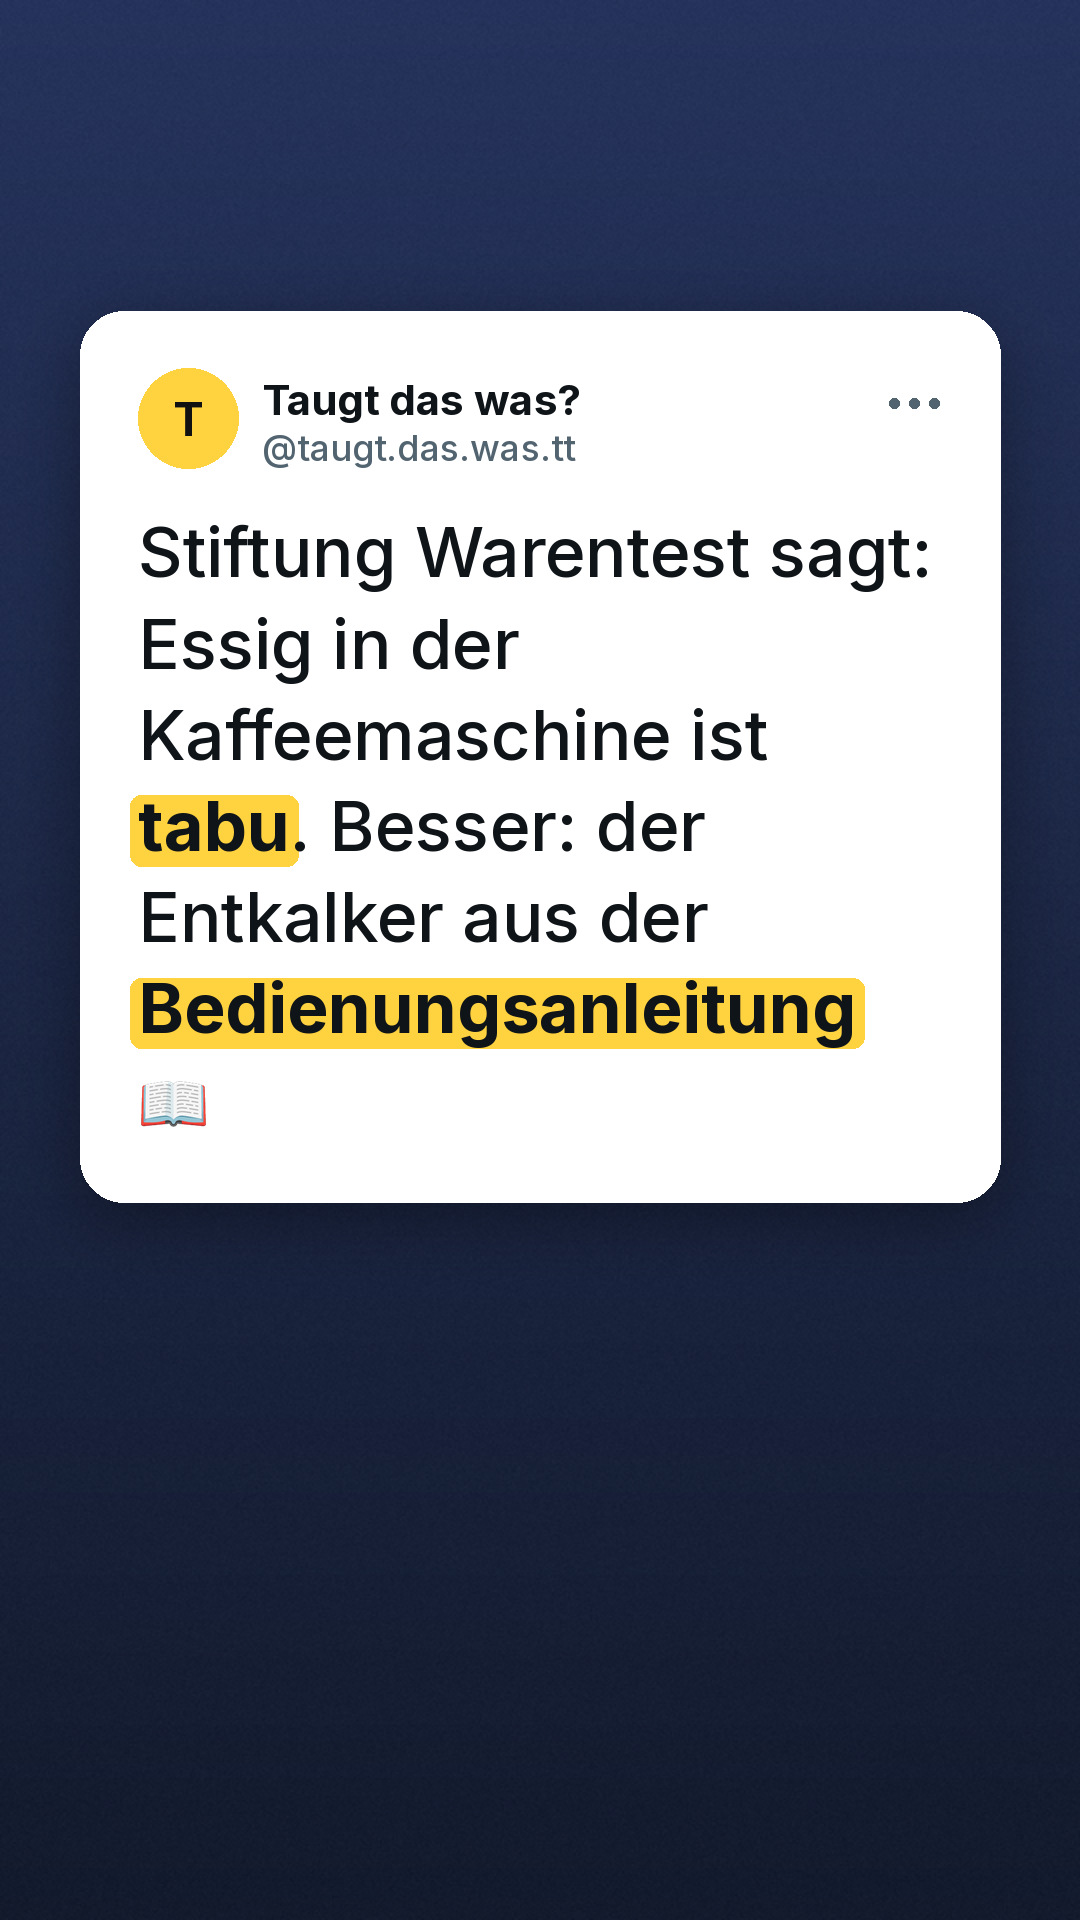 T
Taugt das was?
@taugt.das.was.tt
Stiftung Warentest sagt:
Essig in der
Kaffeemaschine ist
tabu. Besser: der
Entkalker aus der
Bedienungsanleitung
📖